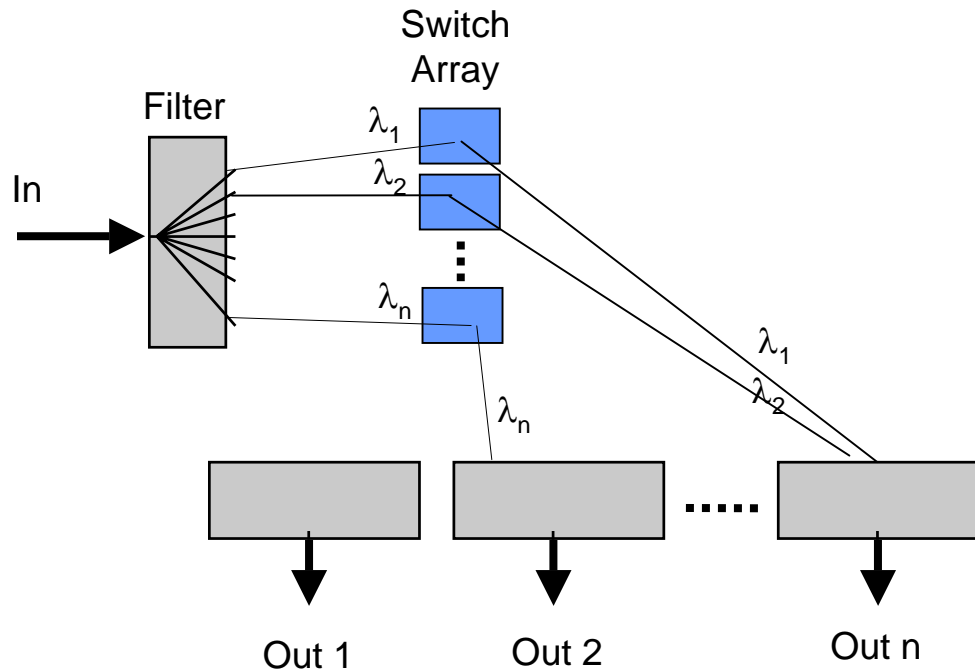 Switch
Array
Filter
In
λ₁
λ₂
λₙ
λ₁
λ₂
λₙ
Out 1
Out 2
Out n